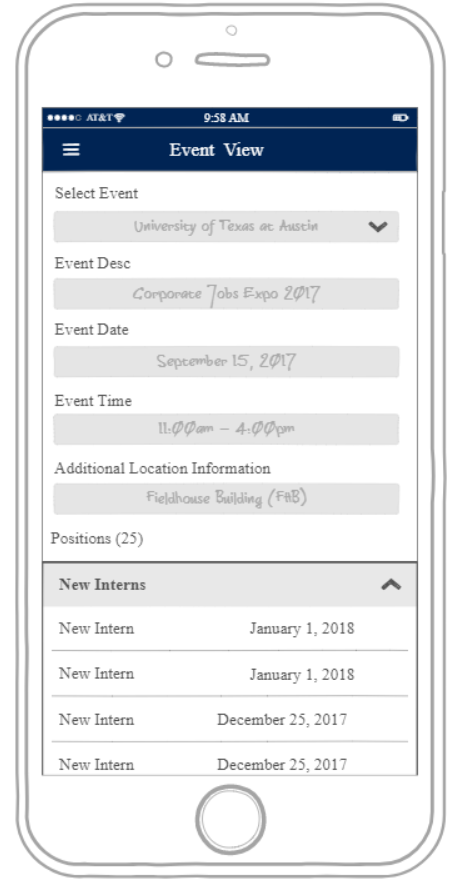 AT&T 9:58 AM
Event View
Select Event
University of Texas at Austin
Event Desc
Corporate Jobs Expo 2017
Event Date
September 15, 2017
Event Time
11:00am – 4:00pm
Additional Location Information
Fieldhouse Building (FHB)
Positions (25)
New Interns
New Intern January 1, 2018
New Intern January 1, 2018
New Intern December 25, 2017
New Intern December 25, 2017